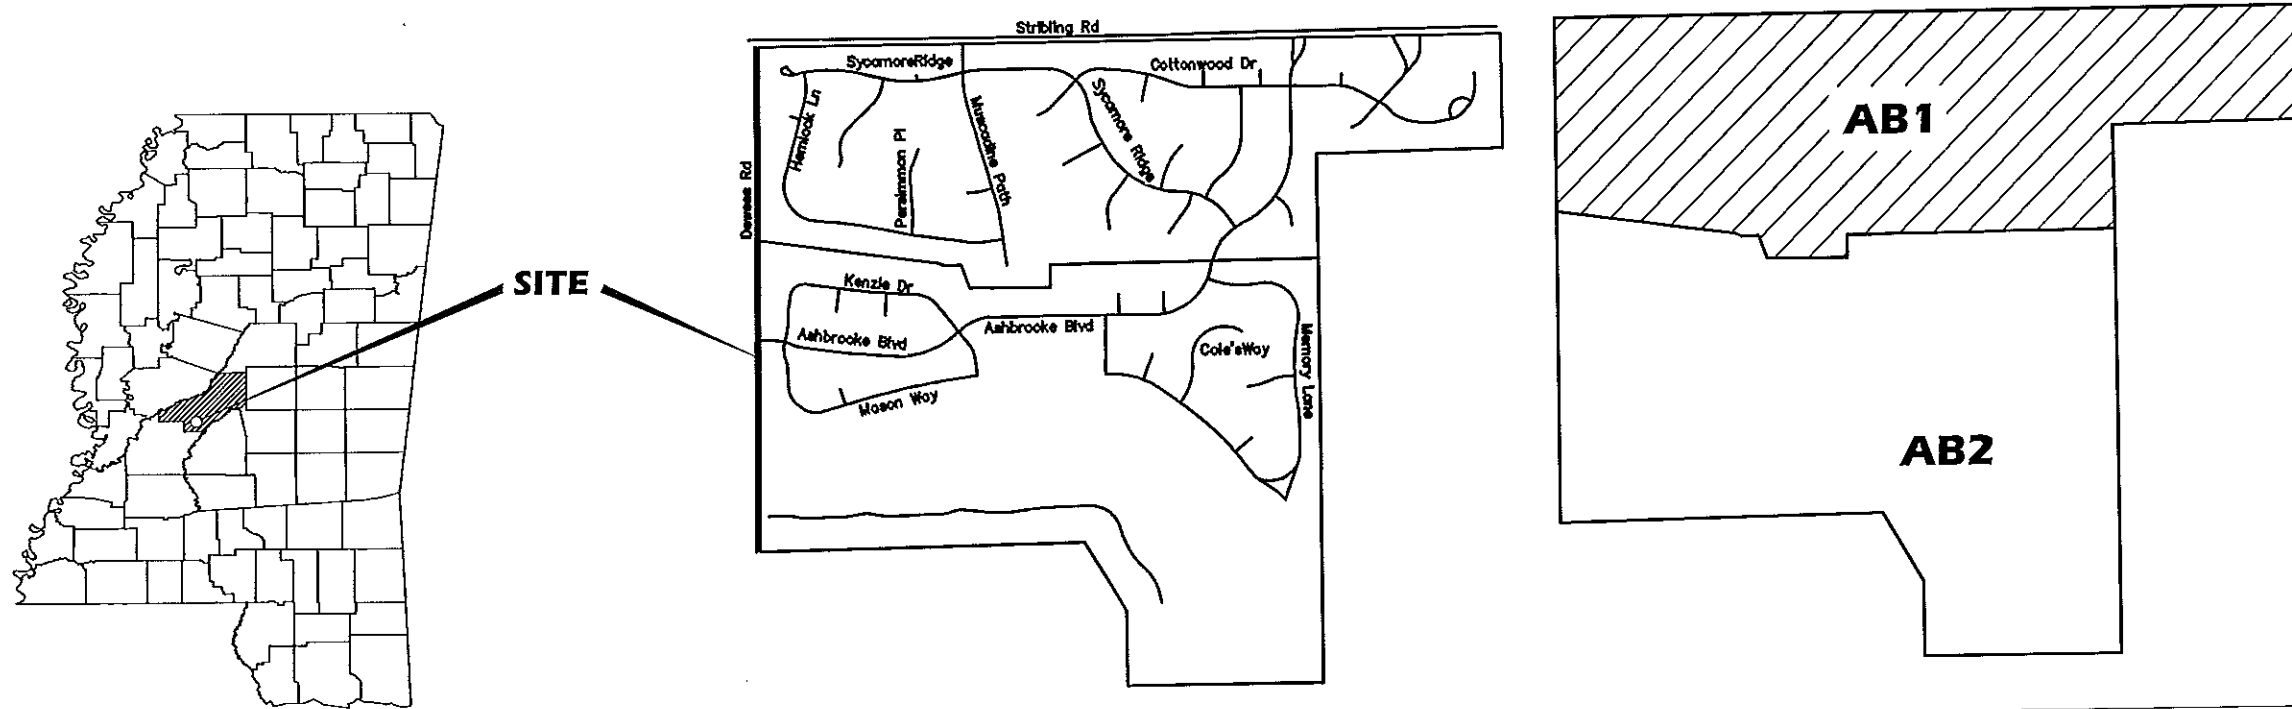 SITE
Stribling Rd
SycamoreRidge
Cottonwood Dr
Hemlock Ln
Persimmon Pl
Muscadine Path
Sycamore Ridge
Dewees Rd
Kenzie Dr
Ashbrooke Blvd
Ashbrooke Blvd
Mason Way
Cole'sWay
Memory Lane
AB1
AB2